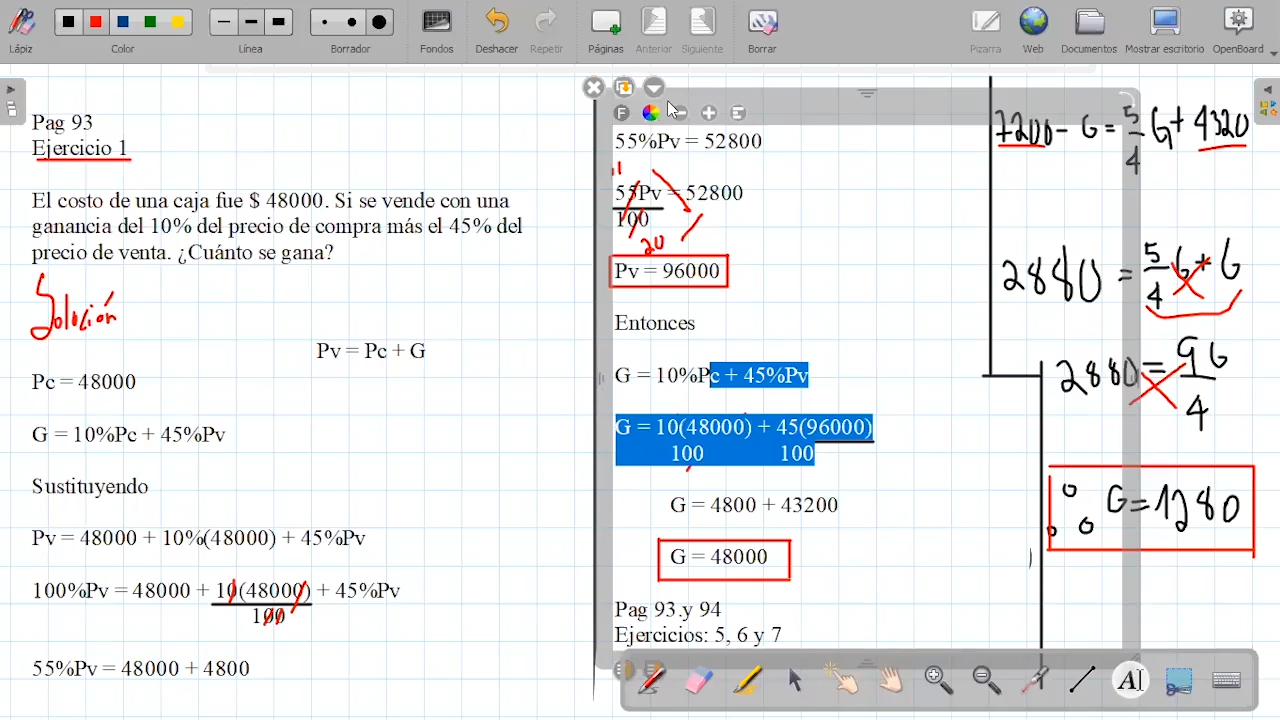 Lápiz
Color
Línea
Borrador
Fondos
Deshacer
Repetir
Páginas
Anterior
Siguiente
Borrar
Pizarra
Web
Documentos
Mostrar escritorio
OpenBoard
Pag 93
Ejercicio 1
El costo de una caja fue $ 48000. Si se vende con una
ganancia del 10% del precio de compra más el 45% del
precio de venta. ¿Cuánto se gana?
Solución
Pv = Pc + G
Pc = 48000
G = 10%Pc + 45%Pv
Sustituyendo
Pv = 48000 + 10%(48000) + 45%Pv
100%Pv = 48000 + 10(48000) + 45%Pv
100
55%Pv = 48000 + 4800
F
55%Pv = 52800
11
55Pv = 52800
100
20
Pv = 96000
Entonces
G = 10%Pc + 45%Pv
G = 10(48000) + 45(96000)
100 100
G = 4800 + 43200
G = 48000
Pag 93.y 94
Ejercicios: 5, 6 y 7
7200 - G = 5/4 G + 4320
2880 = 5/4 G + G
2880 = 9G/4
G = 1280
AI